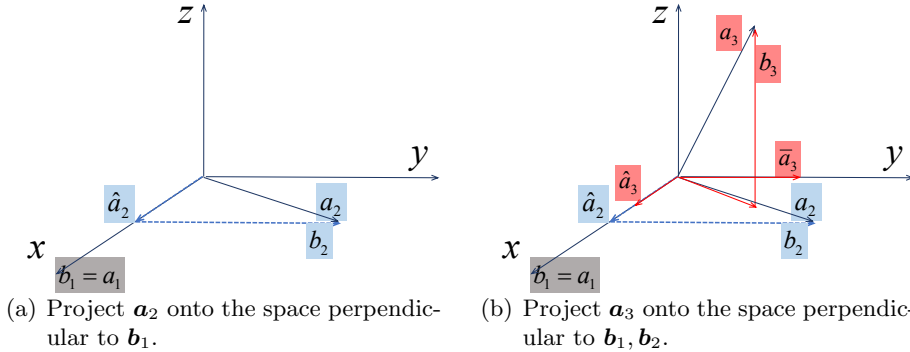 z
y
â₂
a₂
b₂
x
b₁ = a₁
(a) Project a₂ onto the space perpendic-
ular to b₁.
z
a₃
b₃
y
ā₃
â₃
â₂
a₂
b₂
x
b₁ = a₁
(b) Project a₃ onto the space perpendic-
ular to b₁, b₂.